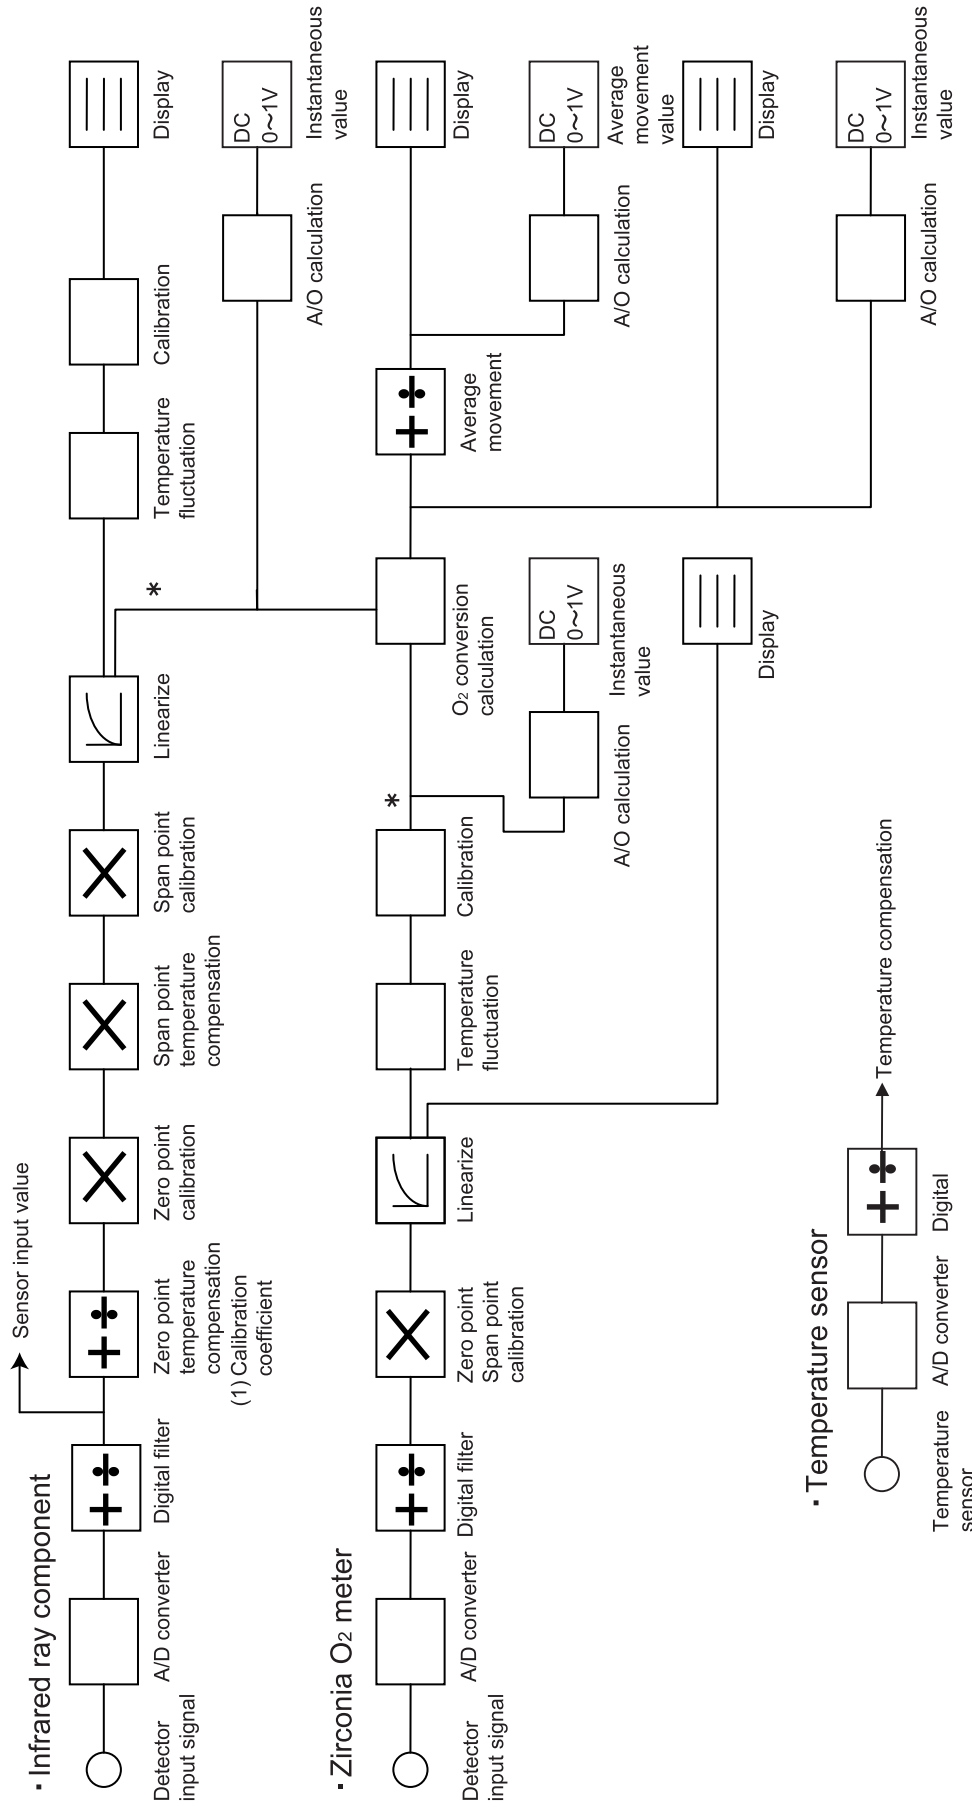 ・Infrared ray component
Sensor input value
Detector
input signal
A/D converter
Digital filter
Zero point
temperature
compensation
(1) Calibration
coefficient
Zero point
calibration
Span point
temperature
compensation
Span point
calibration
Linearize
*
Temperature
fluctuation
Calibration
Display
A/O calculation
DC
0~1V
Instantaneous
value
・Zirconia O2 meter
Detector
input signal
A/D converter
Digital filter
Zero point
Span point
calibration
Linearize
Temperature
fluctuation
Calibration
*
O2 conversion
calculation
Average
movement
Display
A/O calculation
DC
0~1V
Instantaneous
value
A/O calculation
DC
0~1V
Average
movement
value
Display
Display
A/O calculation
DC
0~1V
Instantaneous
value
・Temperature sensor
Temperature
sensor
A/D converter
Digital
Temperature compensation